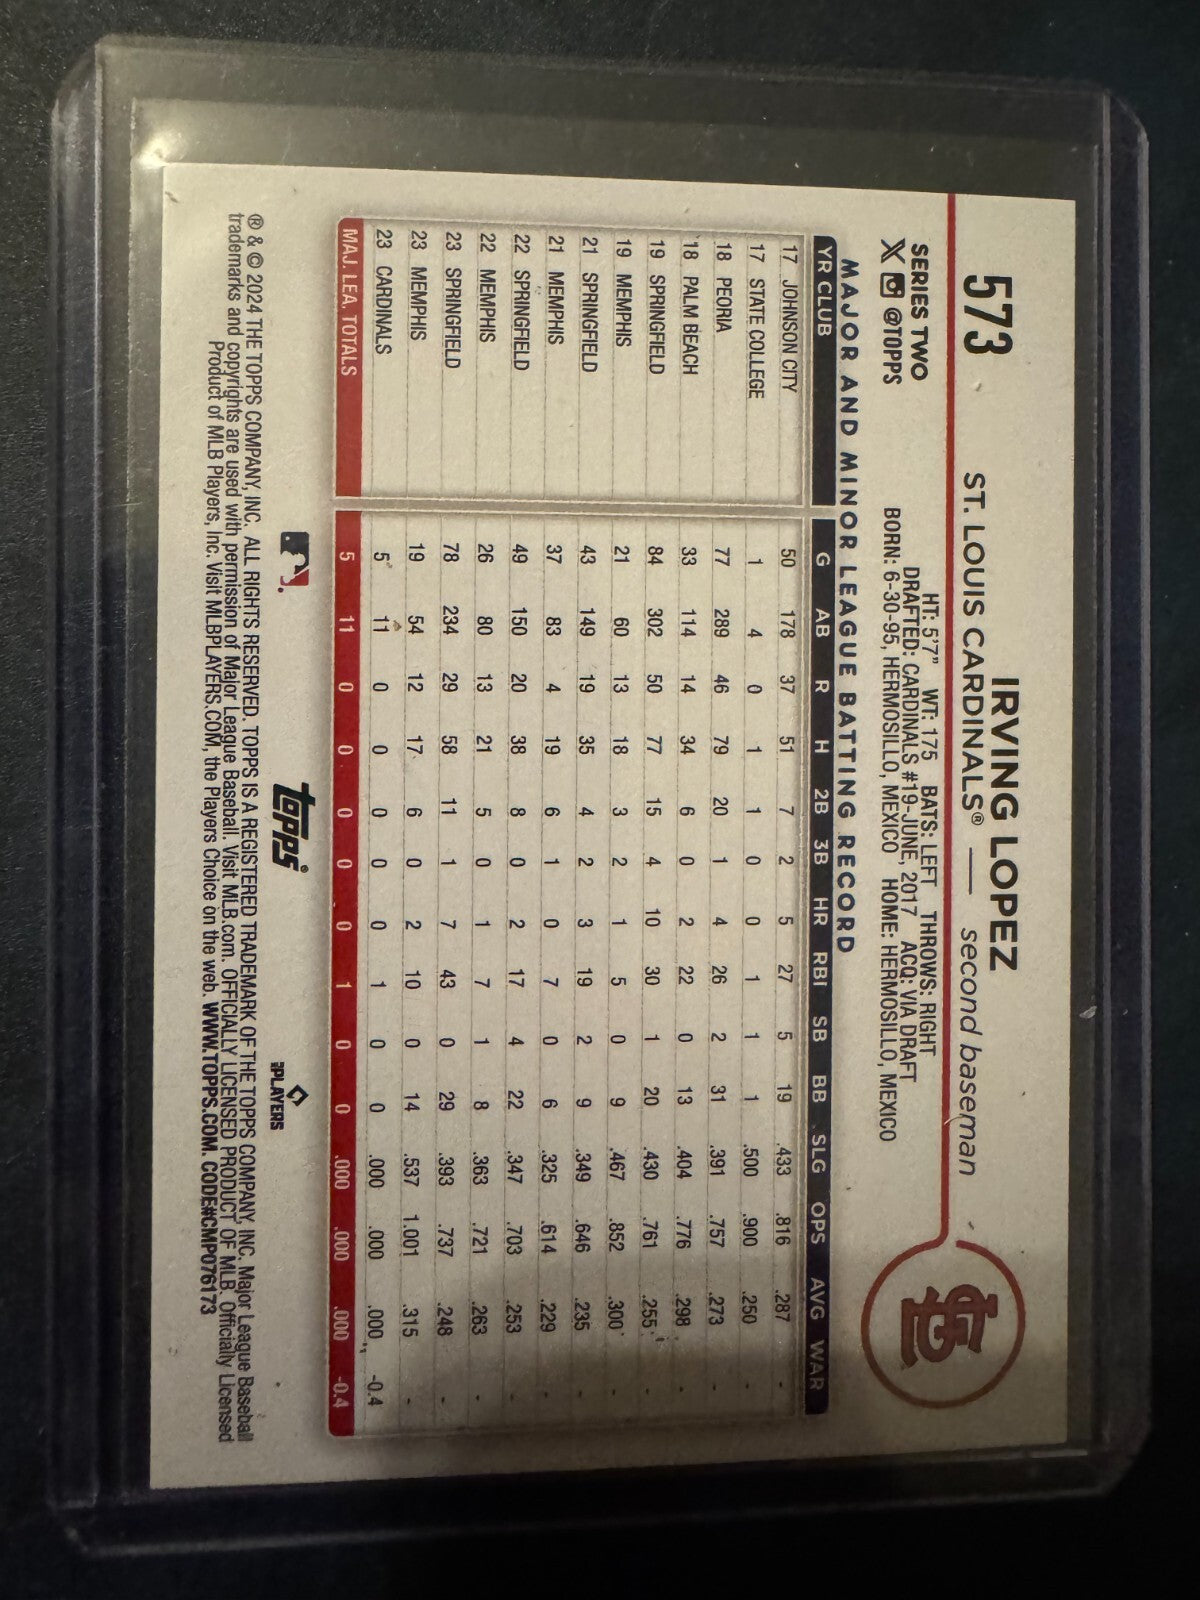 573
IRVING LOPEZ
ST. LOUIS CARDINALS® — second baseman
SERIES TWO
X @TOPPS
HT: 5'7" WT: 175 BATS: LEFT THROWS: RIGHT
DRAFTED: CARDINALS #19-JUNE, 2017 ACQ: VIA DRAFT
BORN: 6-30-95, HERMOSILLO, MEXICO HOME: HERMOSILLO, MEXICO
MAJOR AND MINOR LEAGUE BATTING RECORD
YR CLUB G AB R H 2B 3B HR RBI SB BB SLG OPS AVG WAR
17 JOHNSON CITY 50 178 37 51 7 2 5 27 5 19 .433 .816 .287 -
17 STATE COLLEGE 1 4 0 1 1 0 0 1 1 1 .500 .900 .250 -
18 PEORIA 77 289 46 79 20 1 4 26 2 31 .391 .757 .273 -
'18 PALM BEACH 33 114 14 34 6 0 2 22 0 13 .404 .776 .298 -
19 SPRINGFIELD 84 302 50 77 15 4 10 30 1 20 .430 .761 .255 -
19 MEMPHIS 21 60 13 18 3 2 1 5 0 9 .467 .852 .300 -
21 SPRINGFIELD 43 149 19 35 4 2 3 19 2 9 .349 .646 .235 -
21 MEMPHIS 37 83 4 19 6 1 0 7 0 6 .325 .614 .229 -
22 SPRINGFIELD 49 150 20 38 8 0 2 17 4 22 .347 .703 .253 -
22 MEMPHIS 26 80 13 21 5 0 1 7 1 8 .363 .721 .263 -
23 SPRINGFIELD 78 234 29 58 11 1 7 43 0 29 .393 .737 .248 -
23 MEMPHIS 19 54 12 17 6 0 2 10 0 14 .537 1.001 .315 -
23 CARDINALS 5 11 0 0 0 0 0 1 0 0 .000 .000 .000 -0.4
MAJ. LEA. TOTALS 5 11 0 0 0 0 0 1 0 0 .000 .000 .000 -0.4
topps®
PLAYERS
® & © 2024 THE TOPPS COMPANY, INC. ALL RIGHTS RESERVED. TOPPS IS A REGISTERED TRADEMARK OF THE TOPPS COMPANY, INC. Major League Baseball
trademarks and copyrights are used with permission of Major League Baseball. Visit MLB.com. OFFICIALLY LICENSED PRODUCT OF MLB Officially Licensed
Product of MLB Players, Inc. Visit MLBPLAYERS.COM, the Players Choice on the web. WWW.TOPPS.COM. CODE#CMP076173